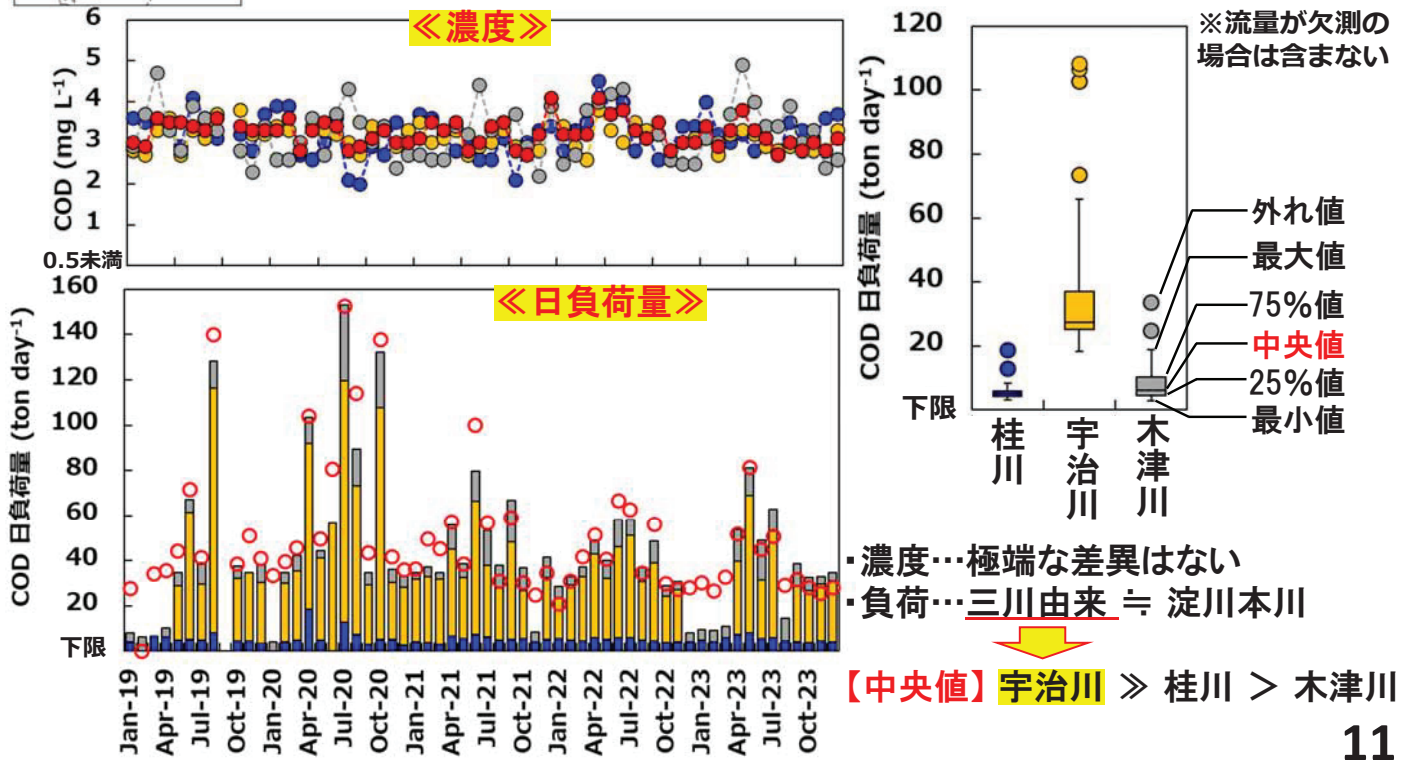 ≪濃度≫
COD (mg L⁻¹)
6
5
4
3
2
1
0.5未満
≪日負荷量≫
COD 日負荷量 (ton day⁻¹)
160
140
120
100
80
60
40
20
下限
Jan-19
Apr-19
Jul-19
Oct-19
Jan-20
Apr-20
Jul-20
Oct-20
Jan-21
Apr-21
Jul-21
Oct-21
Jan-22
Apr-22
Jul-22
Oct-22
Jan-23
Apr-23
Jul-23
Oct-23
COD 日負荷量 (ton day⁻¹)
120
100
80
60
40
20
下限
桂川
宇治川
木津川
※流量が欠測の
場合は含まない
外れ値
最大値
75%値
中央値
25%値
最小値
・濃度…極端な差異はない
・負荷…三川由来 ≒ 淀川本川
【中央値】宇治川 ≫ 桂川 > 木津川
11